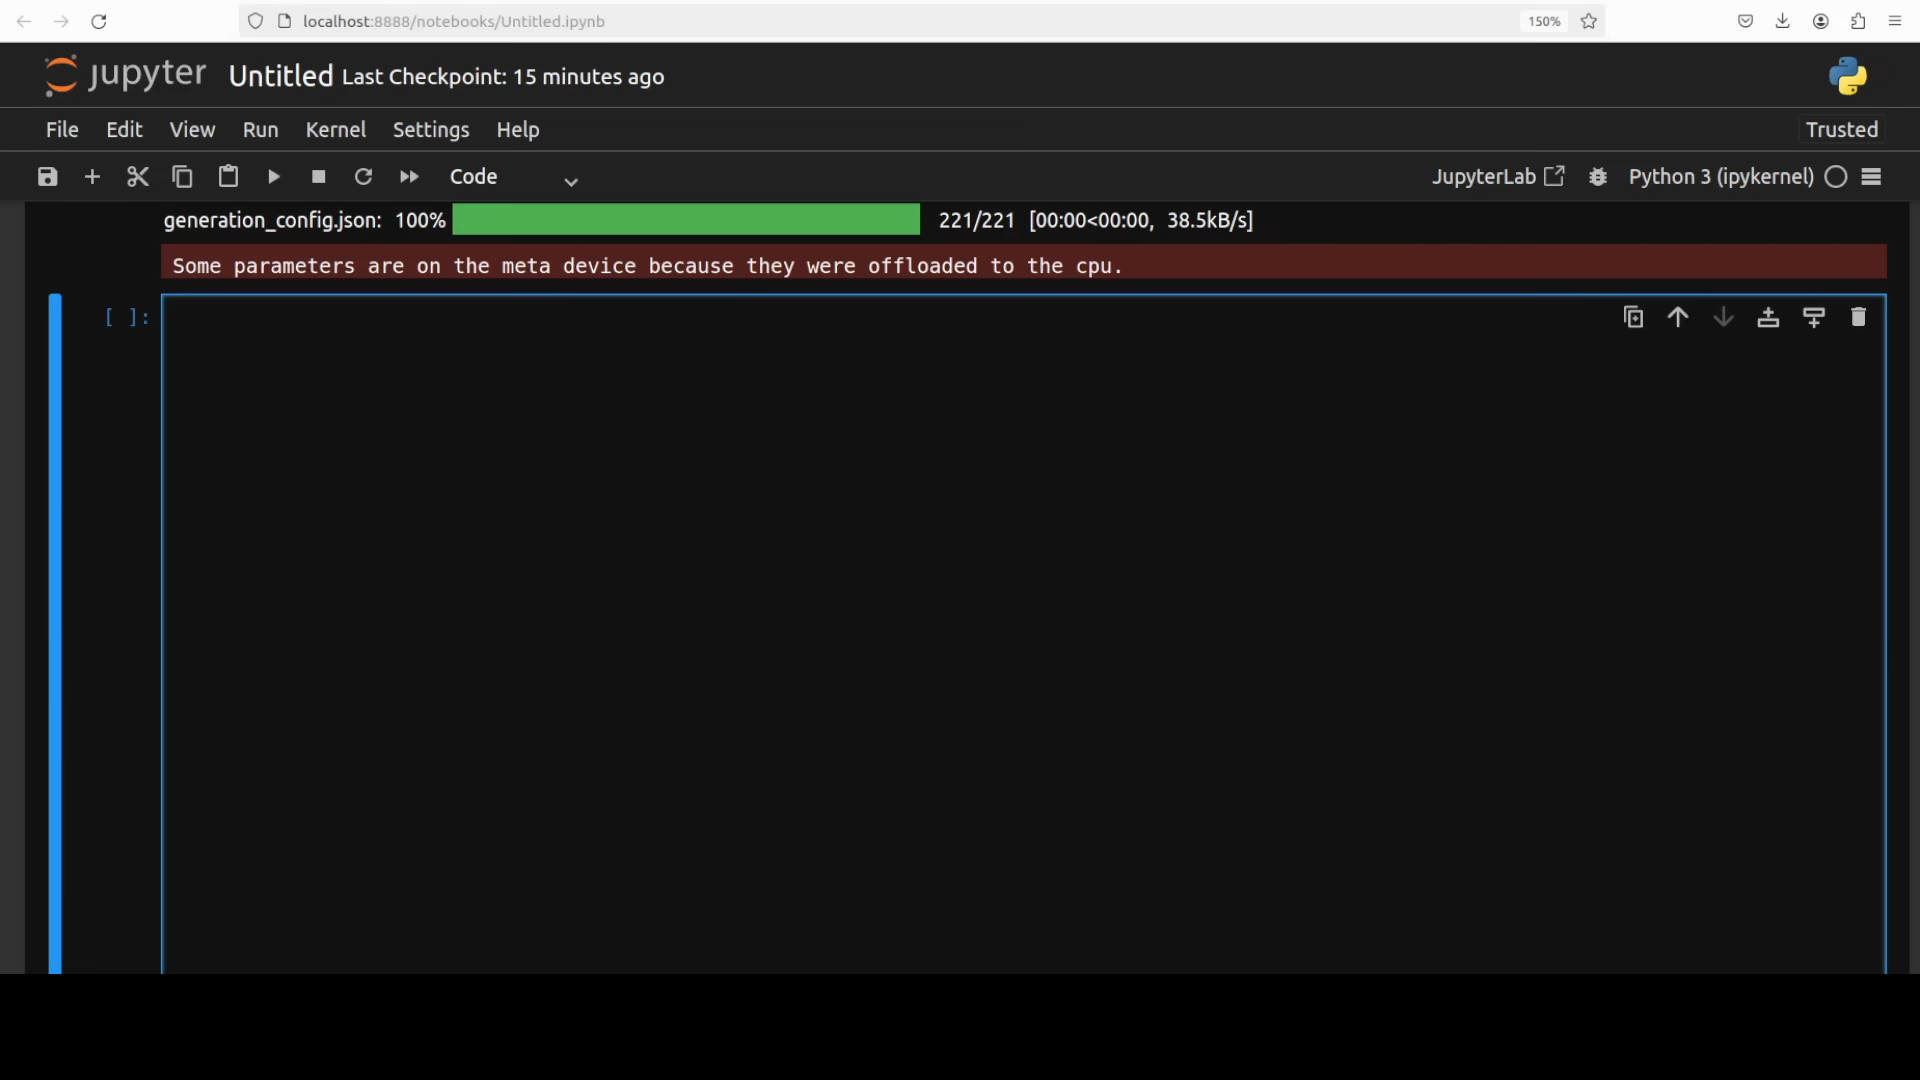 localhost:8888/notebooks/Untitled.ipynb 150%
jupyter Untitled Last Checkpoint: 15 minutes ago
File Edit View Run Kernel Settings Help Trusted
Code JupyterLab Python 3 (ipykernel)
generation_config.json: 100% 221/221 [00:00<00:00, 38.5kB/s]
Some parameters are on the meta device because they were offloaded to the cpu.
[ ]: